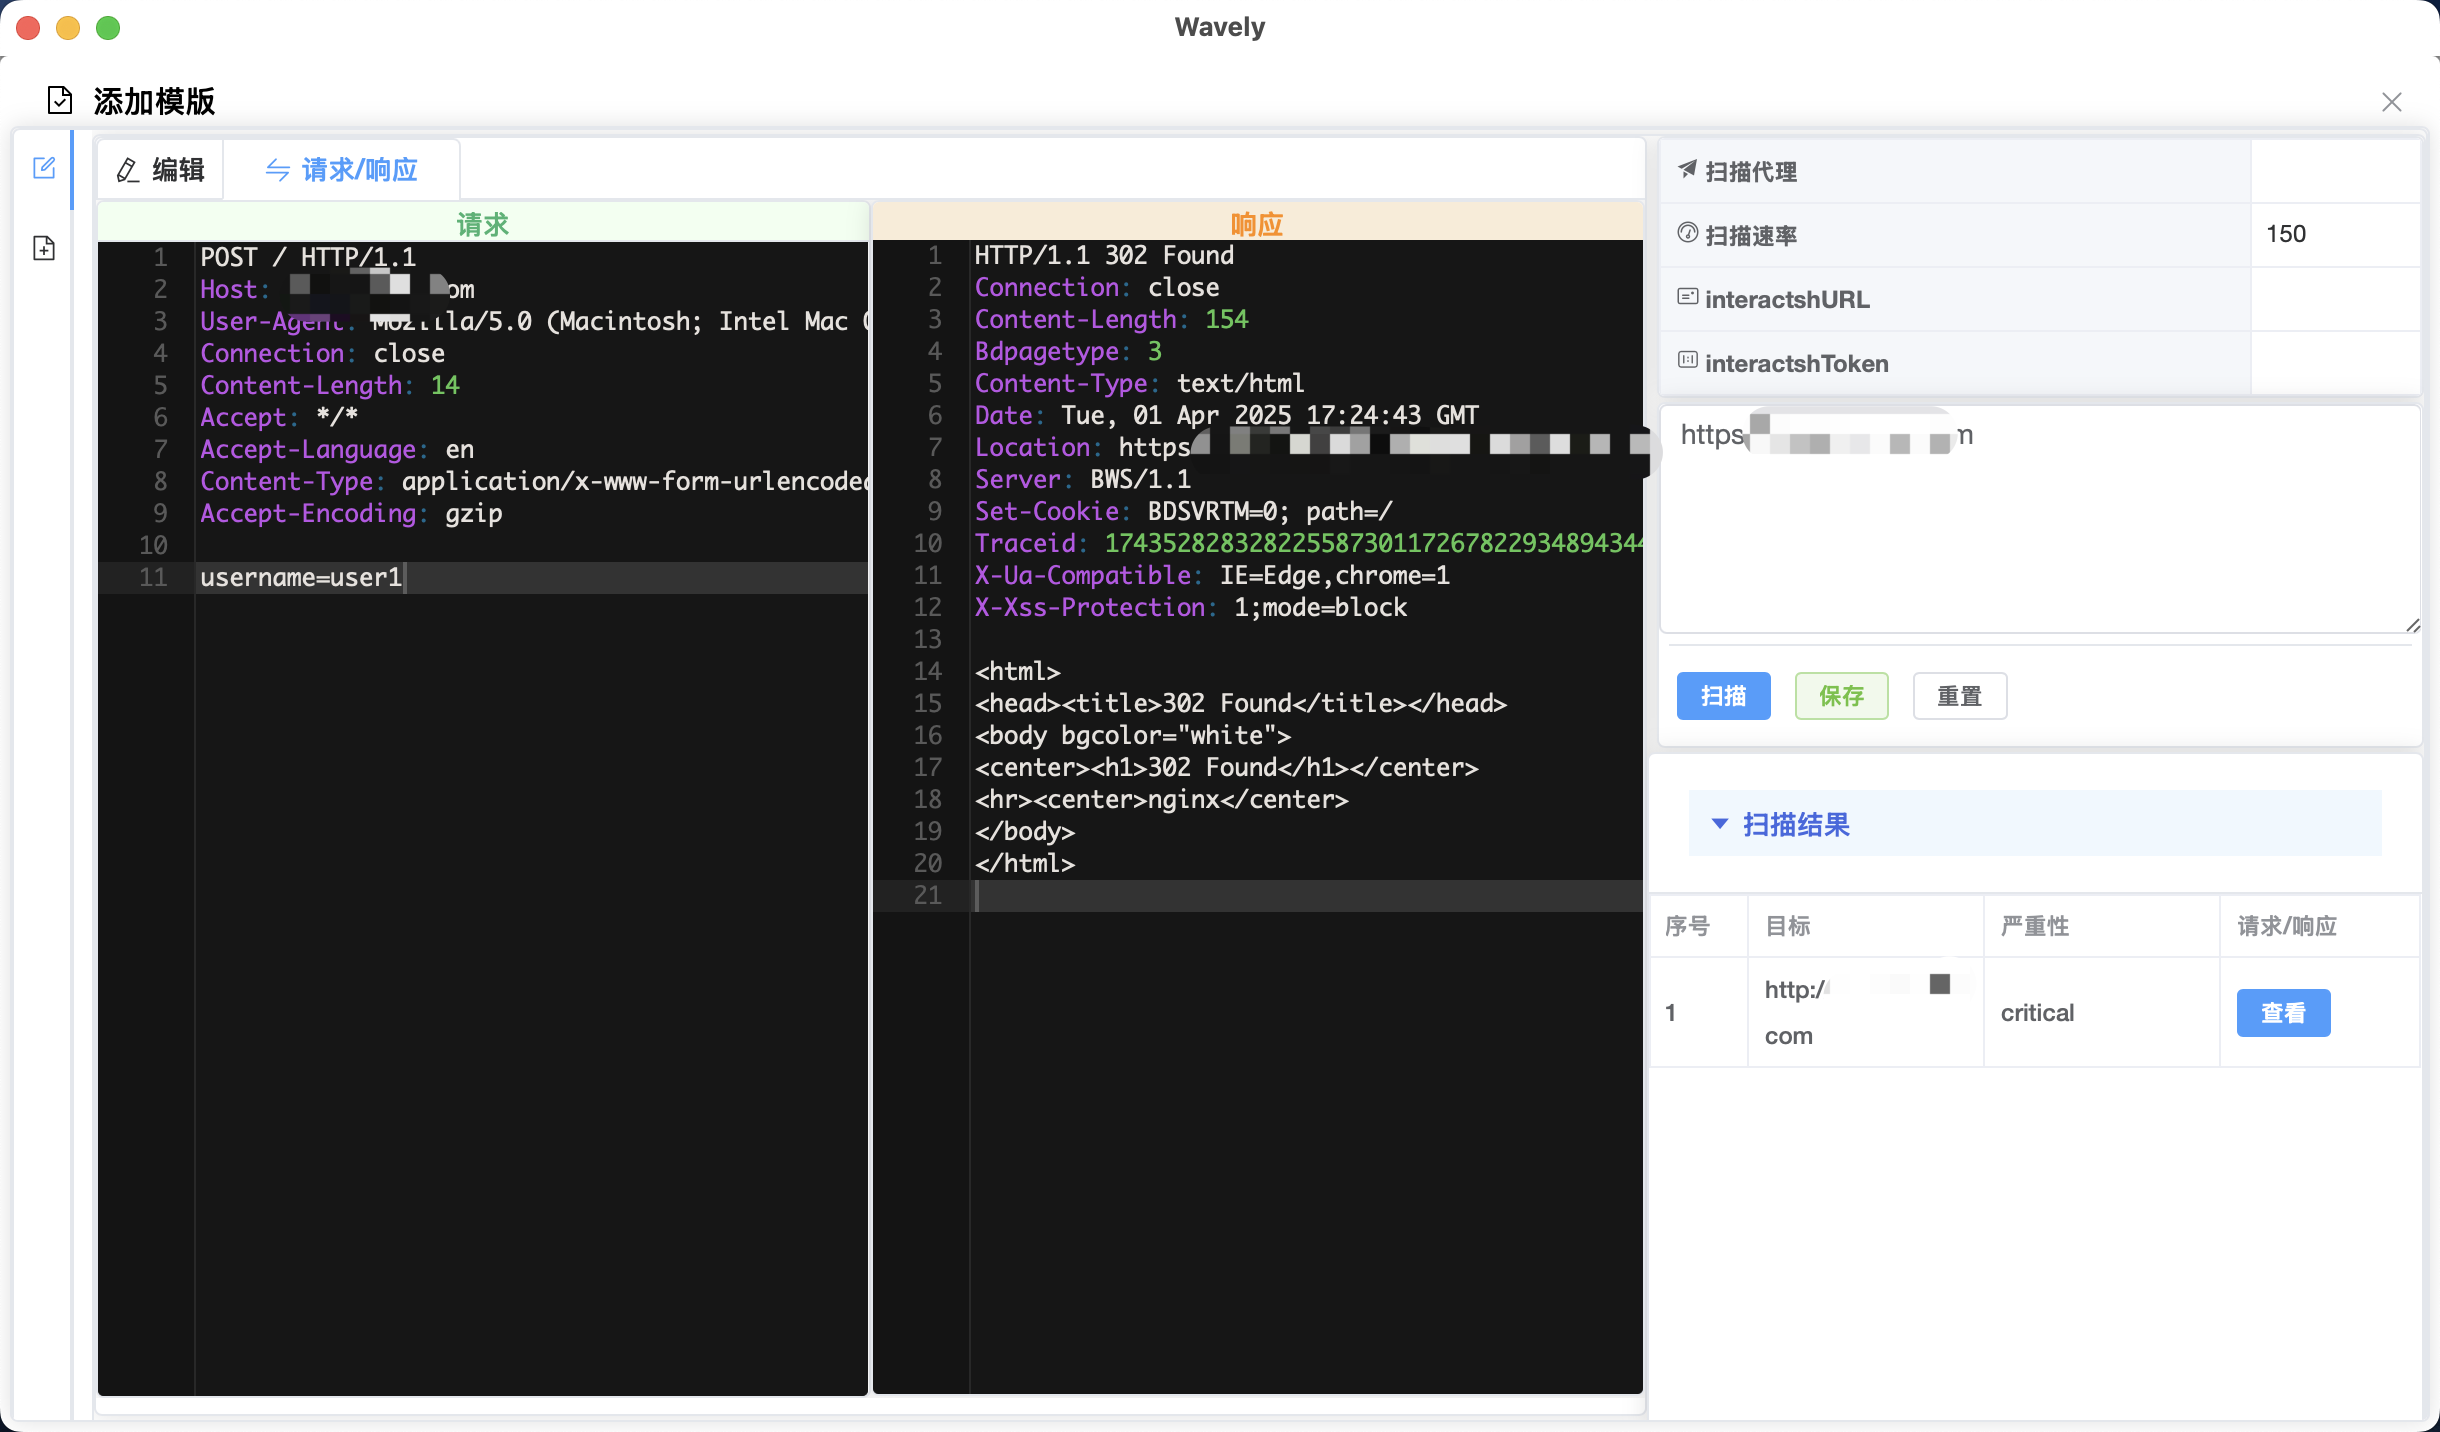 Wavely
添加模版
编辑
请求/响应
请求
1 POST / HTTP/1.1
2 Host: om
3 User-Agent: Mozilla/5.0 (Macintosh; Intel Mac
4 Connection: close
5 Content-Length: 14
6 Accept: */*
7 Accept-Language: en
8 Content-Type: application/x-www-form-urlencoded
9 Accept-Encoding: gzip
10
11 username=user1
响应
1 HTTP/1.1 302 Found
2 Connection: close
3 Content-Length: 154
4 Bdpagetype: 3
5 Content-Type: text/html
6 Date: Tue, 01 Apr 2025 17:24:43 GMT
7 Location: https
8 Server: BWS/1.1
9 Set-Cookie: BDSVRTM=0; path=/
10 Traceid: 1743528283282255873011726782293489434
11 X-Ua-Compatible: IE=Edge,chrome=1
12 X-Xss-Protection: 1;mode=block
13
14 <html>
15 <head><title>302 Found</title></head>
16 <body bgcolor="white">
17 <center><h1>302 Found</h1></center>
18 <hr><center>nginx</center>
19 </body>
20 </html>
21
扫描代理
扫描速率 150
interactshURL
interactshToken
https m
扫描 保存 重置
扫描结果
序号 目标 严重性 请求/响应
1 http:/ com critical 查看